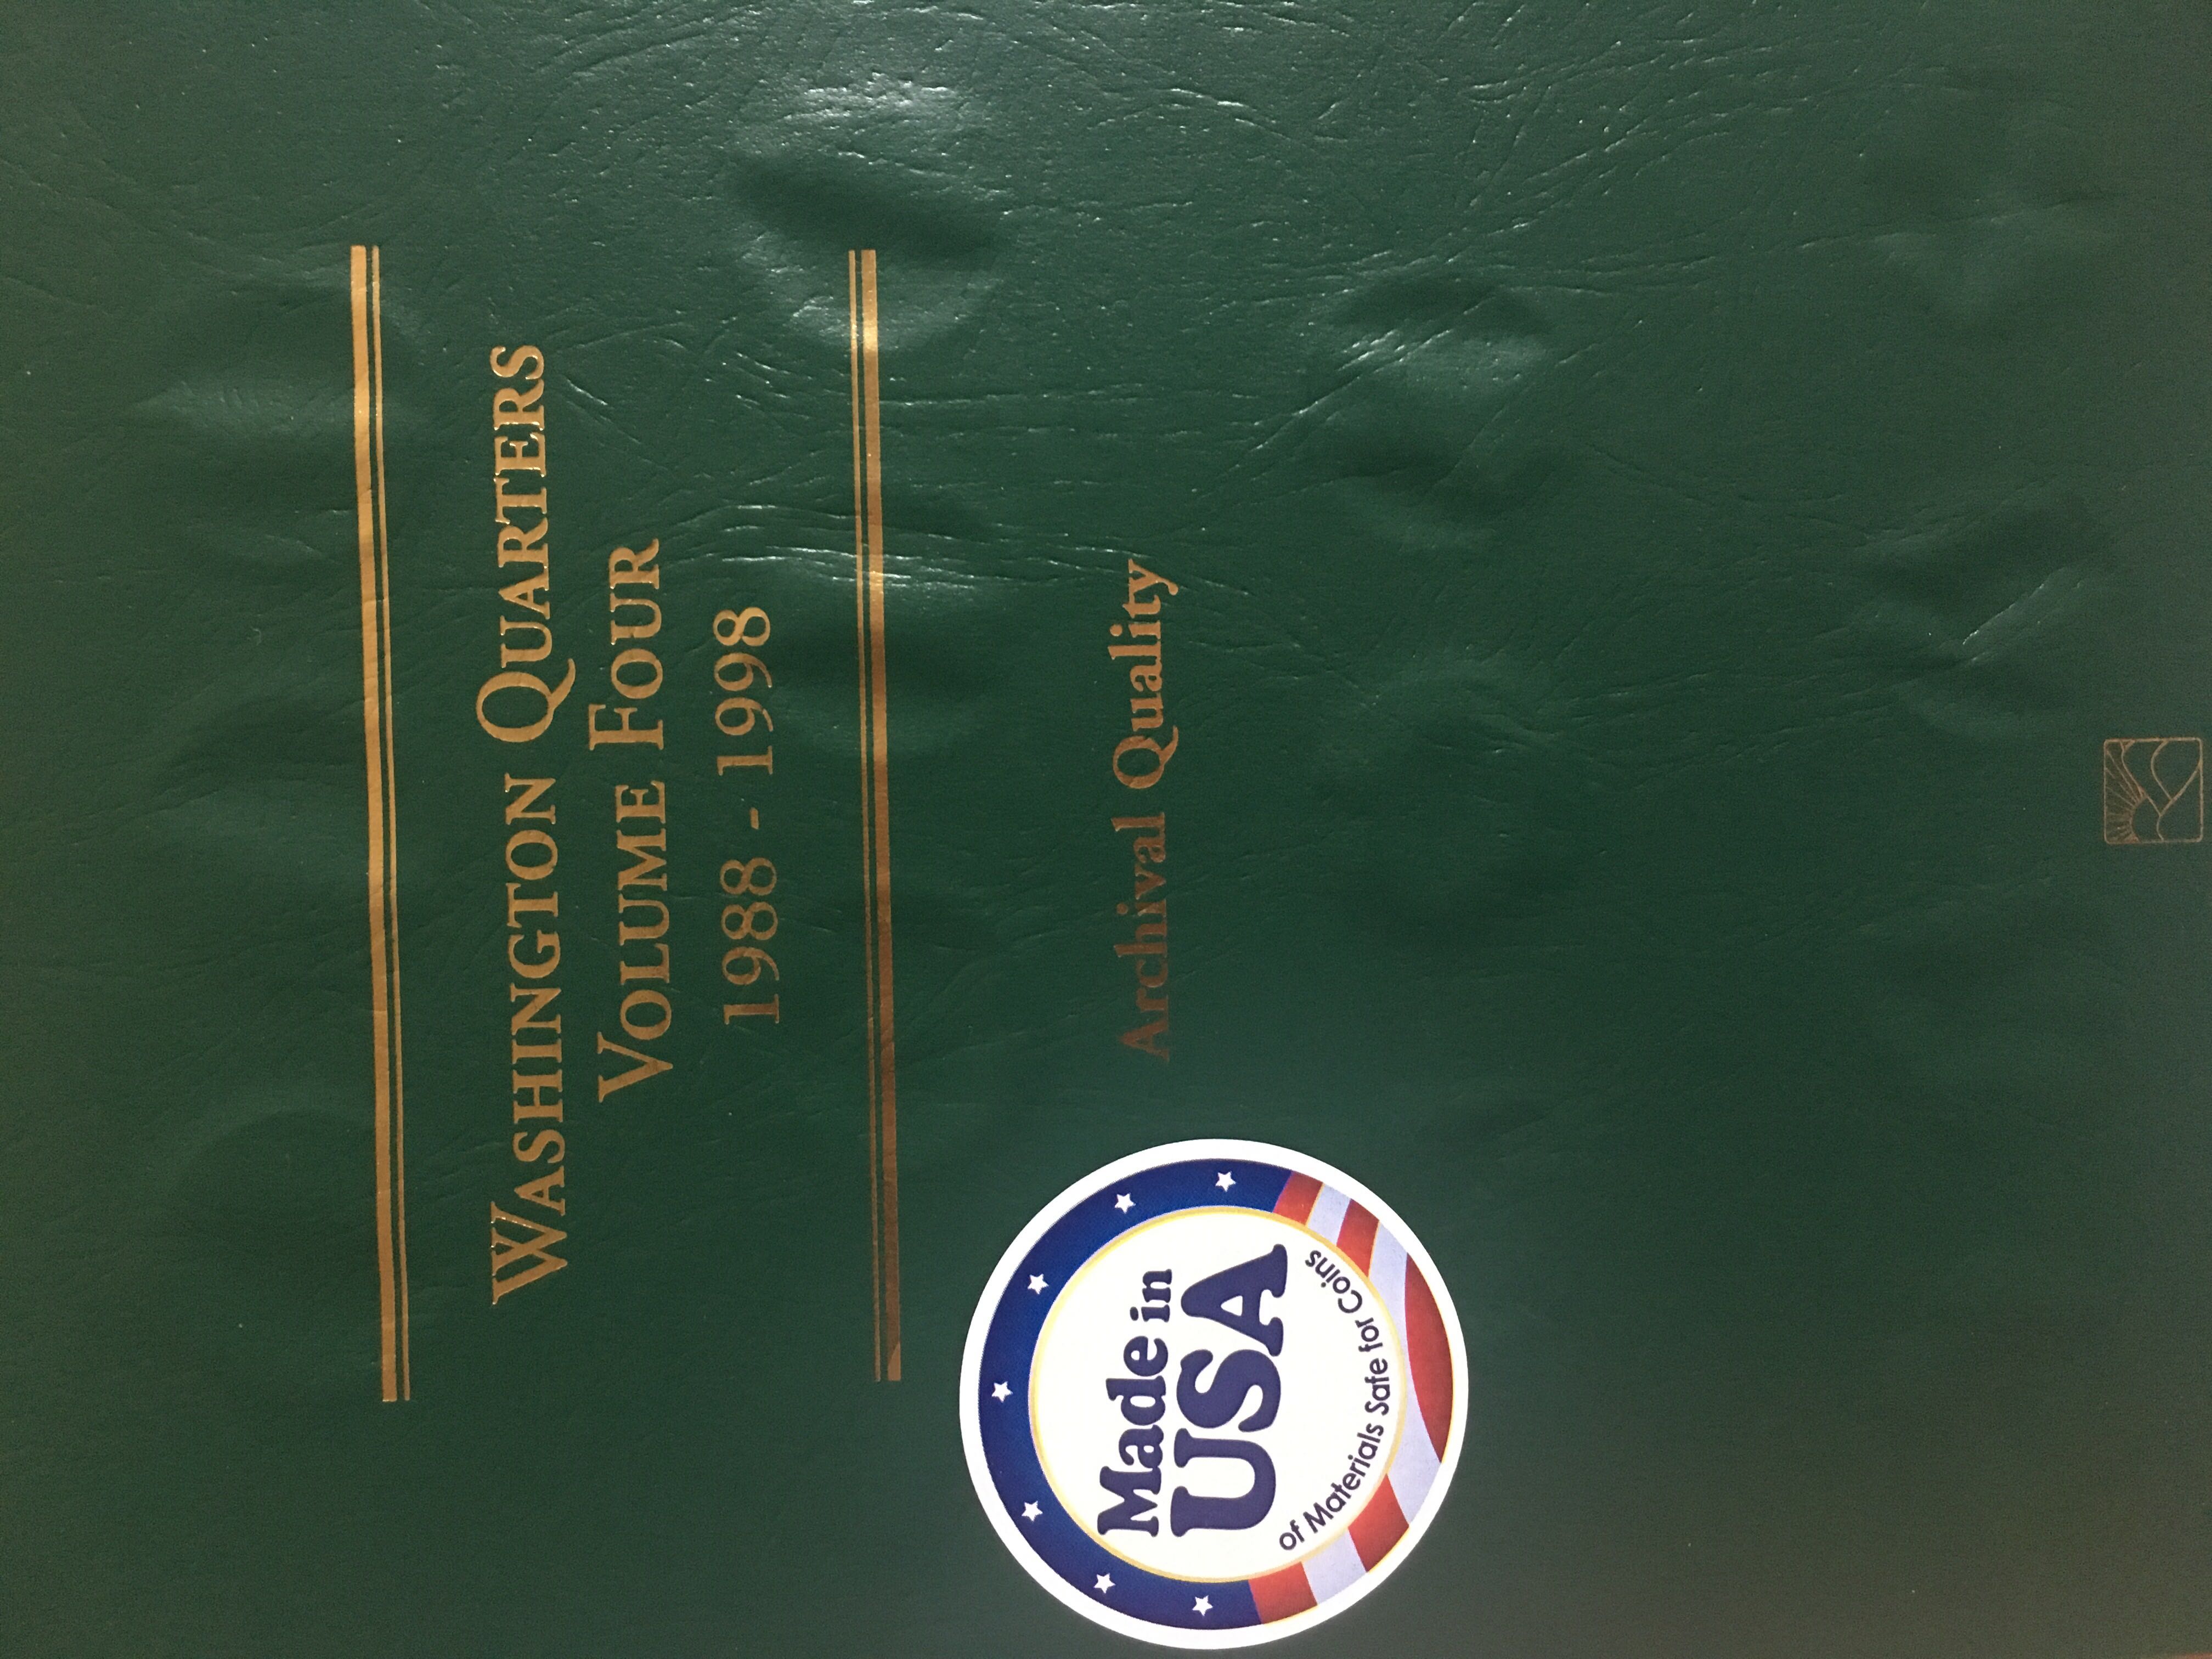 WASHINGTON QUARTERS
VOLUME FOUR
1988 - 1998
Archival Quality
Made in
USA
of Materials Safe for Coins